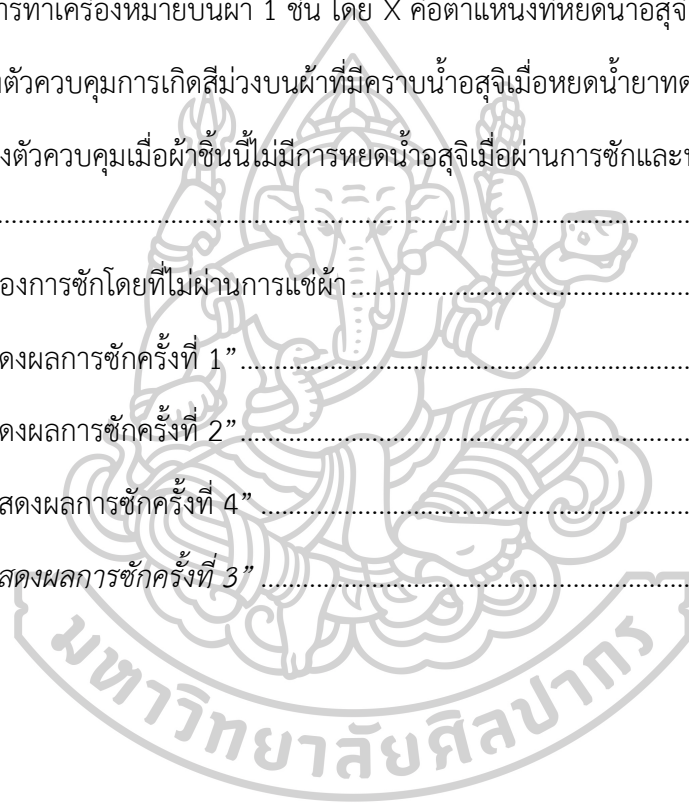 ารทำเครื่องหมายบนผ้า 1 ชิ้น โดย X คือตำแหน่งที่หยดน้ำอสุจิ
งตัวควบคุมการเกิดสีม่วงบนผ้าที่มีคราบน้ำอสุจิเมื่อหยดน้ำยาทด
งตัวควบคุมเมื่อผ้าชิ้นนี้ไม่มีการหยดน้ำอสุจิเมื่อผ่านการซักและ
................................................................
องการซักโดยที่ไม่ผ่านการแช่ผ้า ................................
ดงผลการซักครั้งที่ 1” ................................
ดงผลการซักครั้งที่ 2” ................................
สดงผลการซักครั้งที่ 4” ................................
สดงผลการซักครั้งที่ 3” ................................
มหาวิทยาลัยศิลปากร